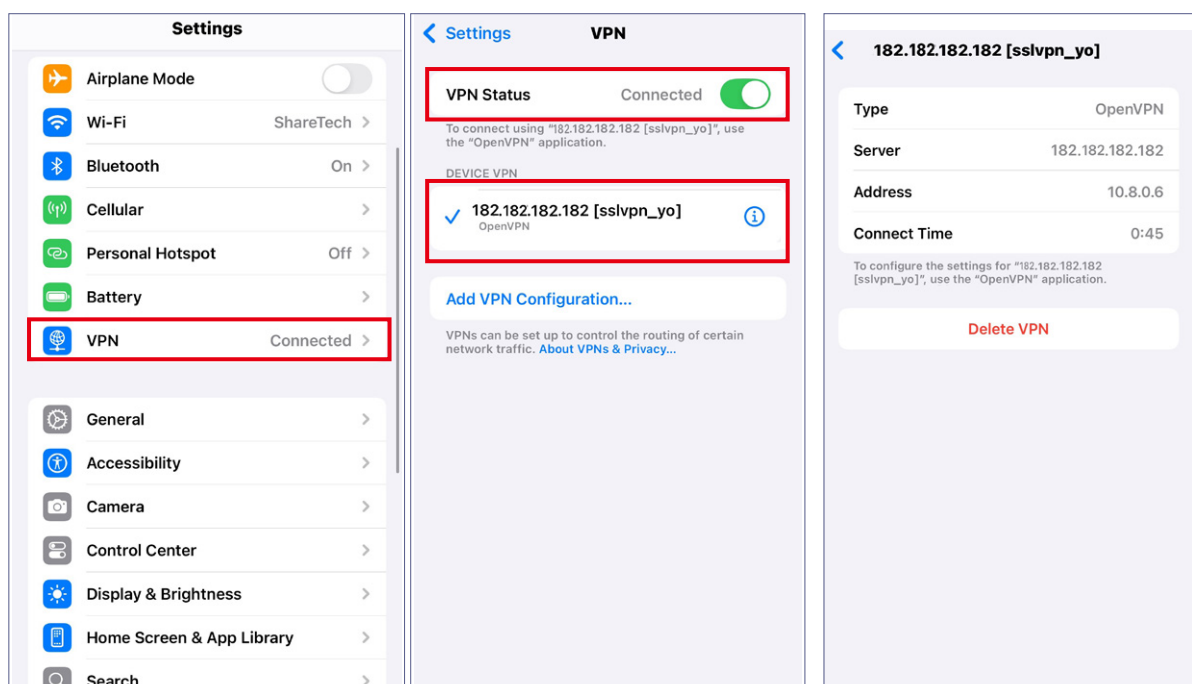 Settings
Airplane Mode
Wi-Fi ShareTech
Bluetooth On
Cellular
Personal Hotspot Off
Battery
VPN Connected
General
Accessibility
Camera
Control Center
Display & Brightness
Home Screen & App Library
Search
Settings VPN
VPN Status Connected
To connect using "182.182.182.182 [sslvpn_yo]", use
the "OpenVPN" application.
DEVICE VPN
182.182.182.182 [sslvpn_yo]
OpenVPN
Add VPN Configuration...
VPNs can be set up to control the routing of certain
network traffic. About VPNs & Privacy...
182.182.182.182 [sslvpn_yo]
Type OpenVPN
Server 182.182.182.182
Address 10.8.0.6
Connect Time 0:45
To configure the settings for "182.182.182.182
[sslvpn_yo]", use the "OpenVPN" application.
Delete VPN